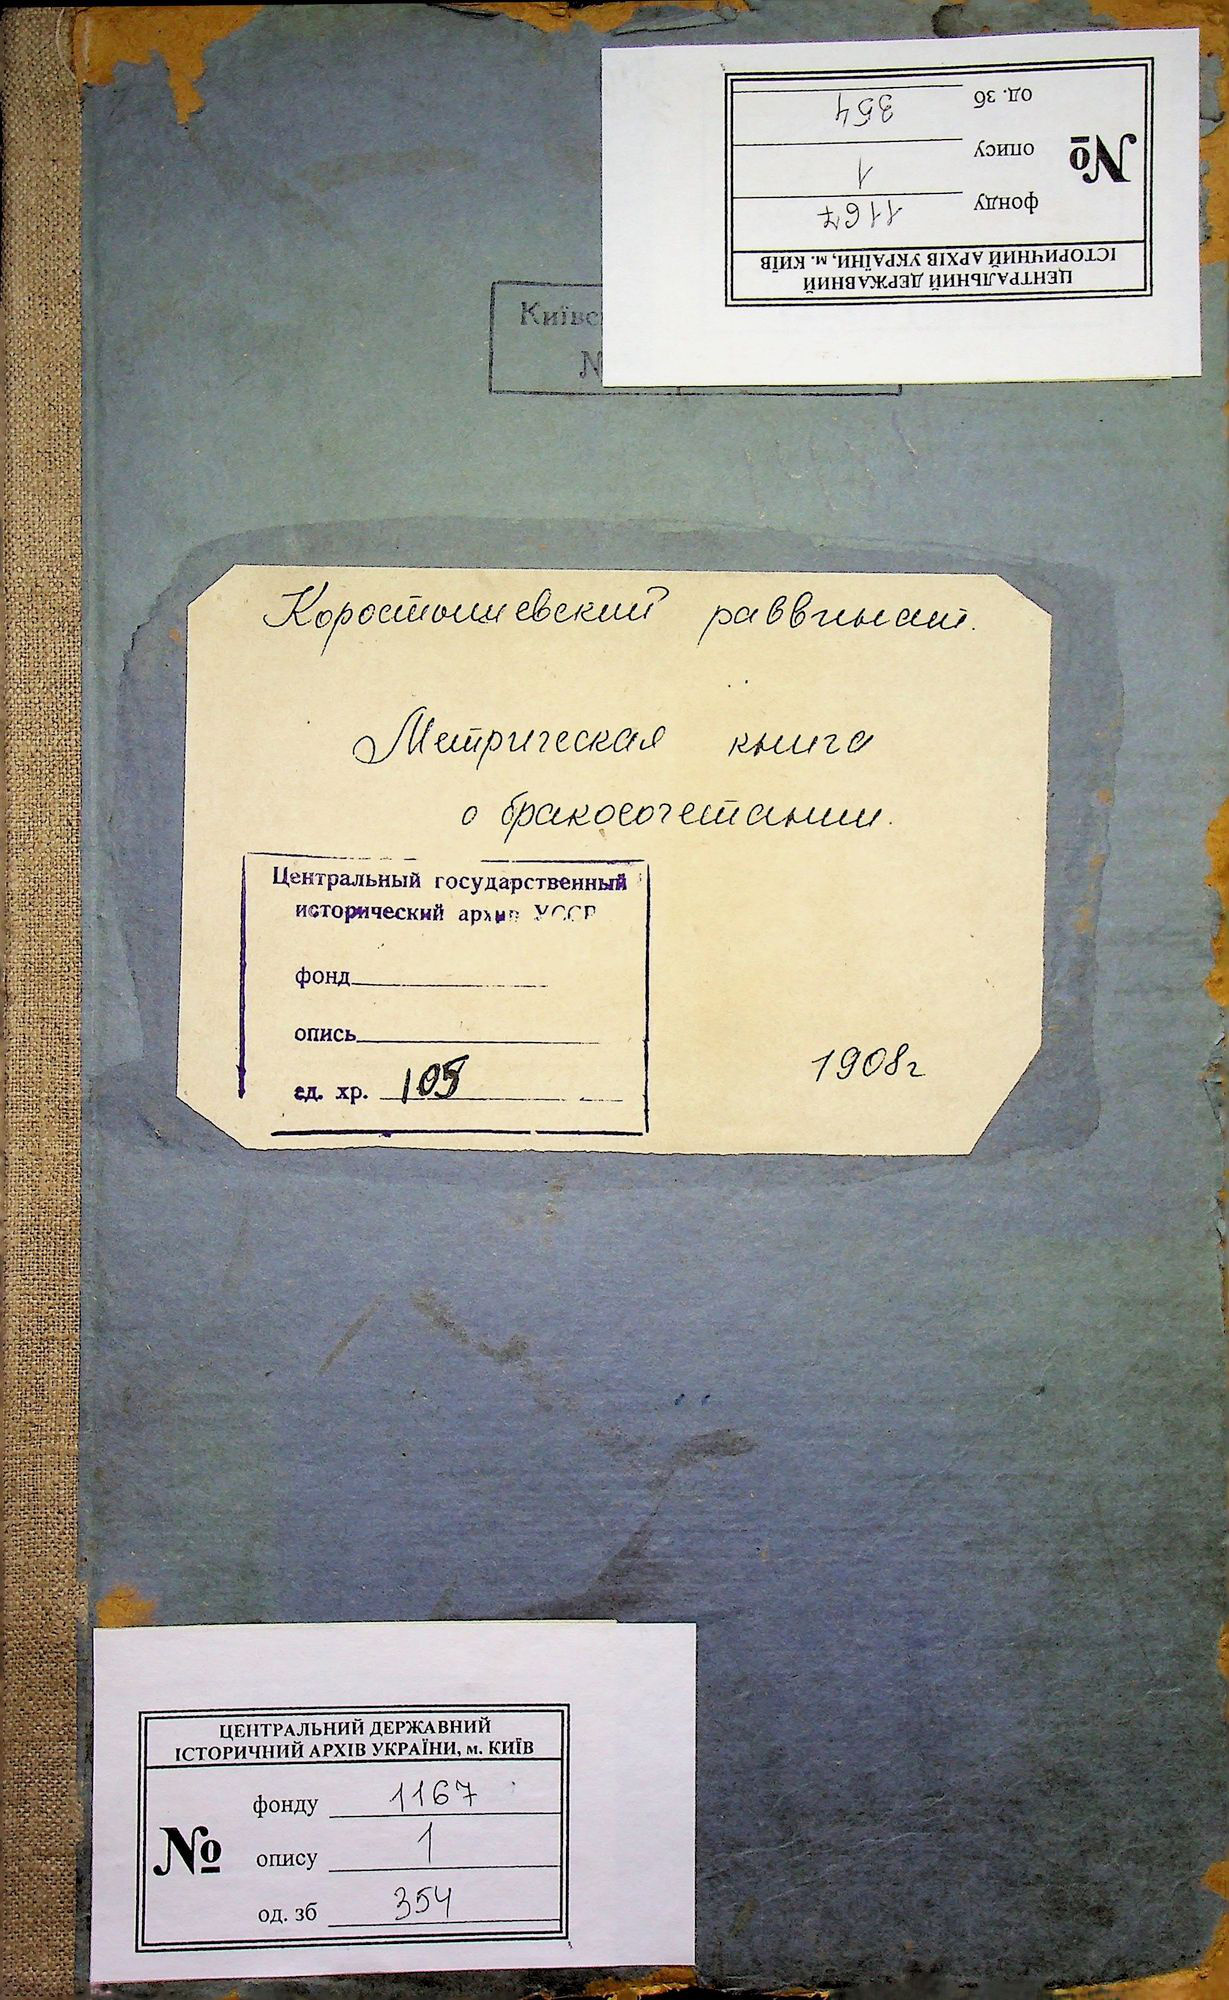 ЦЕНТРАЛЬНИЙ ДЕРЖАВНИЙ
ІСТОРИЧНИЙ АРХІВ УКРАЇНИ, м. КИЇВ
№
фонду 1167
опису 1
од. зб 354
Коростышевский раввинат.
Метрическая книга
о бракосочетании.
Центральный государственный
исторический архив УССР
фонд
опись
ед. хр. 105
1908г
ЦЕНТРАЛЬНИЙ ДЕРЖАВНИЙ
ІСТОРИЧНИЙ АРХІВ УКРАЇНИ, м. КИЇВ
№
фонду 1167
опису 1
од. зб 354